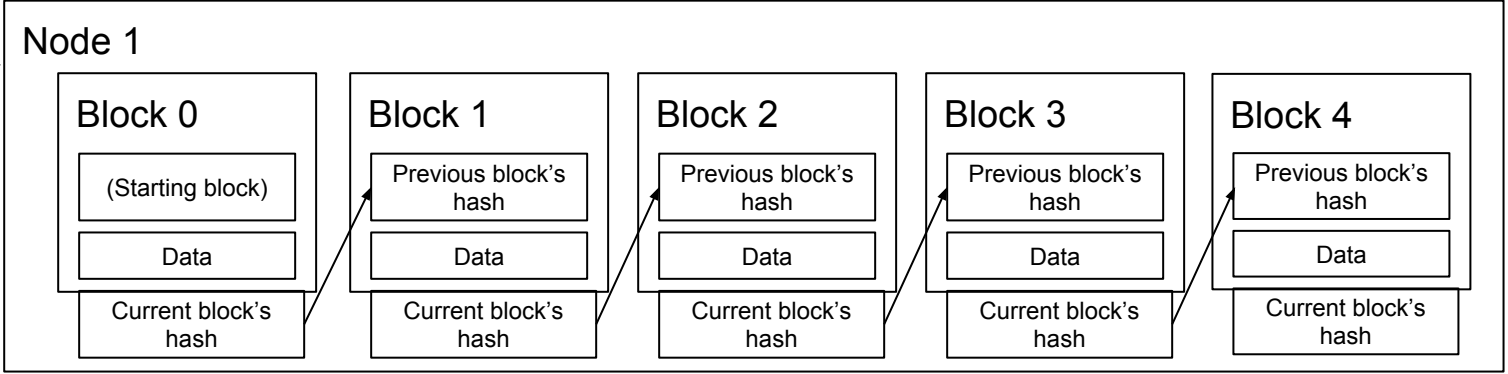 Node 1
Block 0
(Starting block)
Data
Current block's
hash
Block 1
Previous block's
hash
Data
Current block's
hash
Block 2
Previous block's
hash
Data
Current block's
hash
Block 3
Previous block's
hash
Data
Current block's
hash
Block 4
Previous block's
hash
Data
Current block's
hash